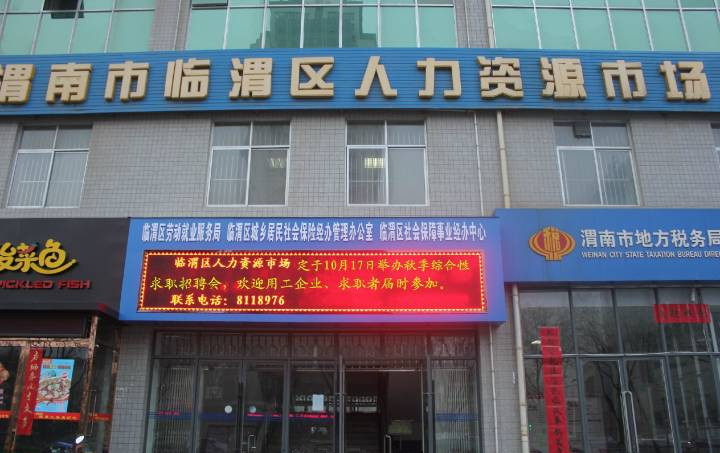 渭南市临渭区人力资源市场
临渭区劳动就业服务局 临渭区城乡居民社会保险经办管理办公室 临渭区社会保障事业经办中心
临渭区人力资源市场 定于10月17日举办秋季综合性
求职招聘会，欢迎用工企业、求职者届时参加。
联系电话：8118976
菜鱼
PICKLED FISH
渭南市地方税务局
WEINAN CITY STATE TAXATION BUREAU